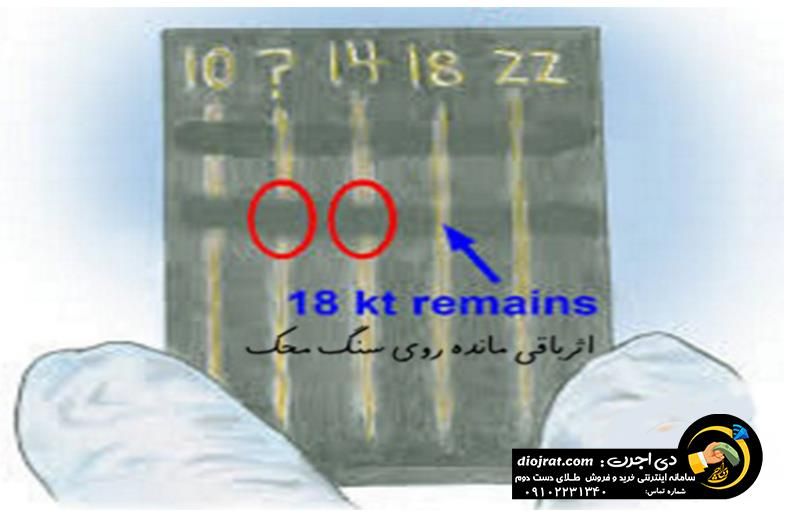 10 ? 14 18 22
18 kt remains
اثرباقی مانده روی سنگ محک
دی اجرت: diojrat.com
سامانه اینترنتی خرید و فروش طلای دست دوم
شماره تماس: ۰۹۱۰۲۲۳۱۳۴۰